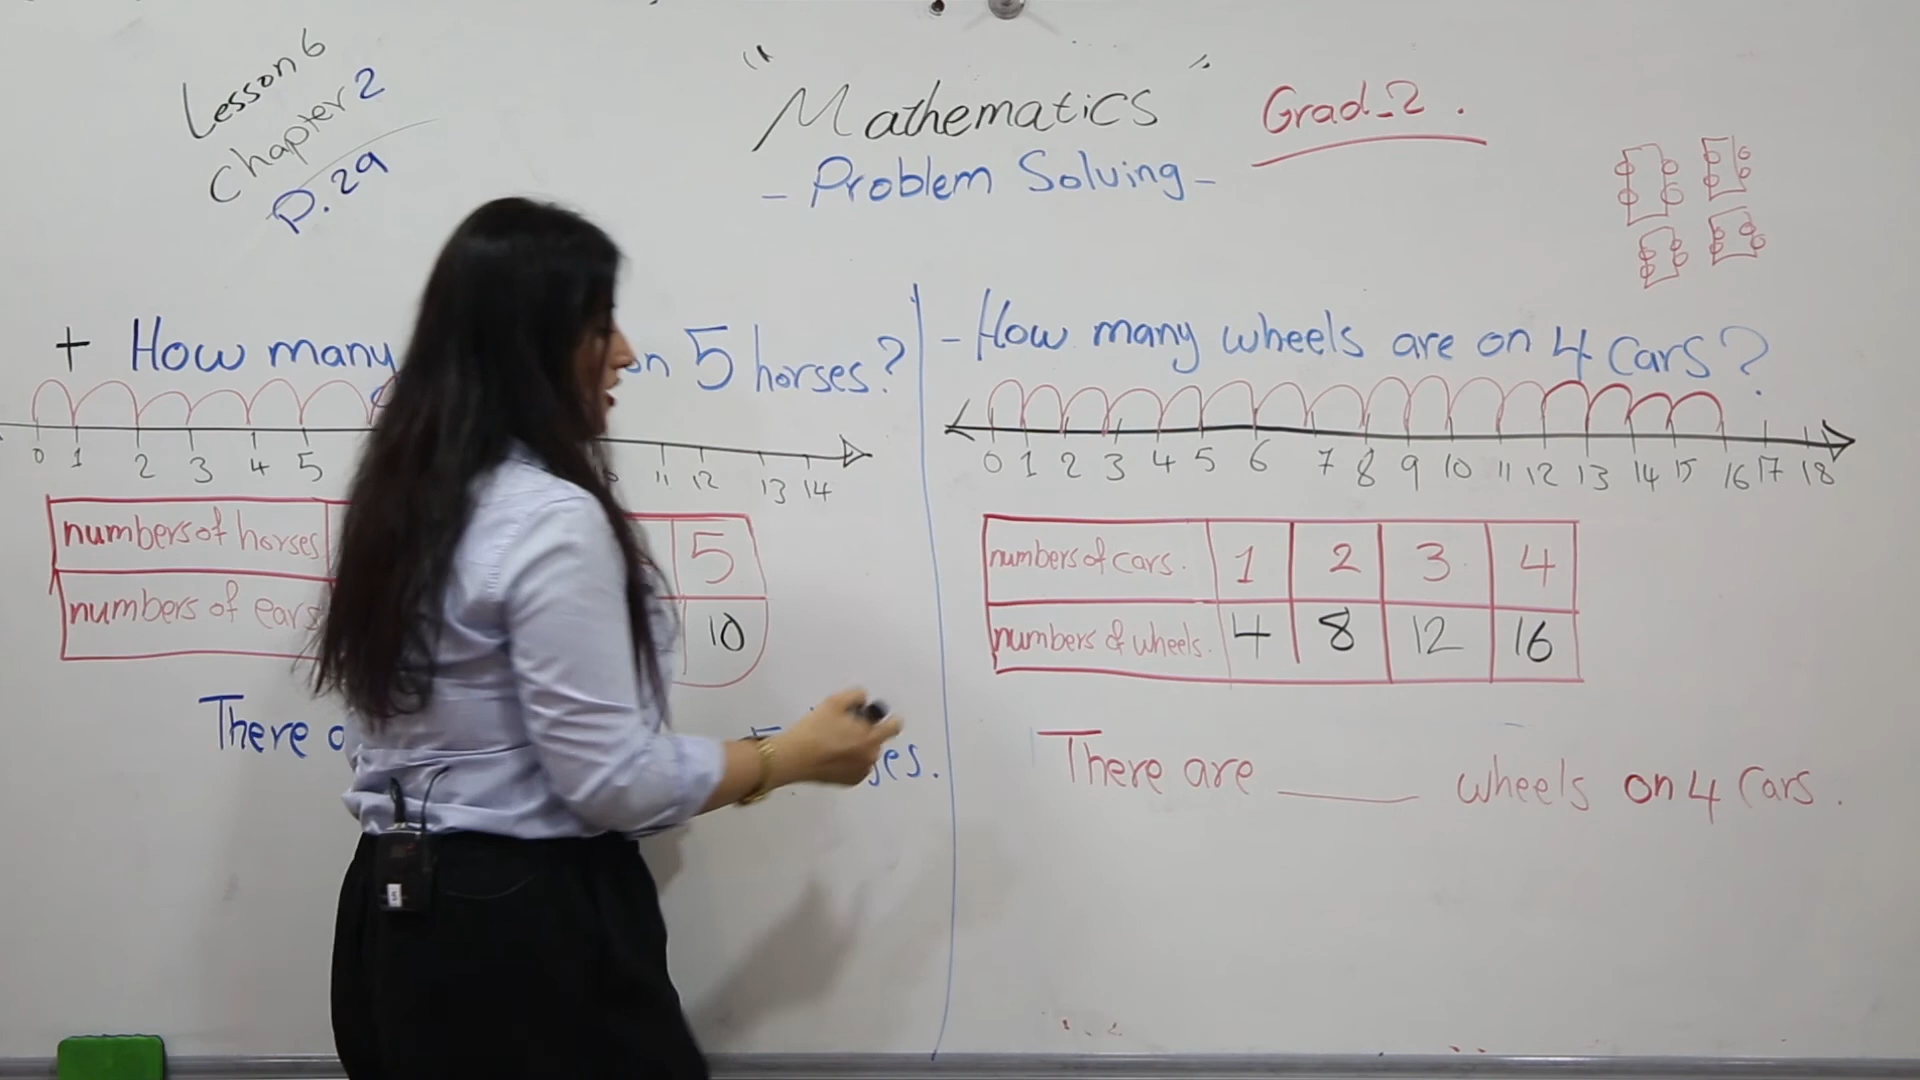 Lesson 6
Chapter 2
P.29
"Mathematics"
Grad_2.
- Problem Solving -
+ How many on 5 horses?
0 1 2 3 4 5 11 12 13 14
numbers of horses 5
numbers of ears 10
There
- How many wheels are on 4 cars?
0 1 2 3 4 5 6 7 8 9 10 11 12 13 14 15 16 17 18
numbers of cars. 1 2 3 4
numbers of wheels. 4 8 12 16
There are ____ wheels on 4 cars.